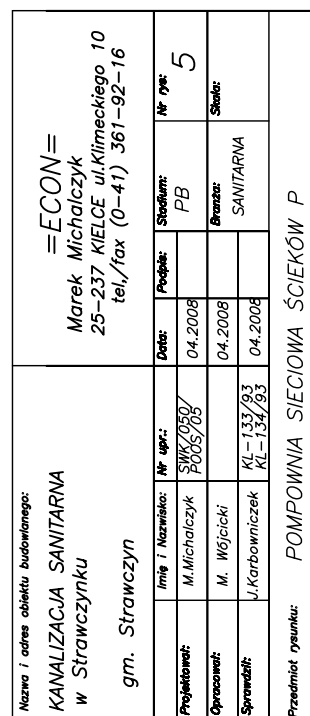 Nazwa i adres obiektu budowlanego:
KANALIZACJA SANITARNA
w Strawczynku
gm. Strawczyn
=ECON=
Marek Michalczyk
25-237 KIELCE ul.Klimeckiego 10
tel,/fax (0-41) 361-92-16
Imię i Nazwisko: Nr upr.: Data: Podpis: Stadium: Nr rys:
Projektował: M.Michalczyk SWK/050/POOS/05 04.2008 PB 5
Opracował: M. Wójcicki 04.2008 Branża: Skala:
Sprawdził: J.Karbowniczek KL-133/93 KL-134/93 04.2008 SANITARNA
Przedmiot rysunku: POMPOWNIA SIECIOWA ŚCIEKÓW P